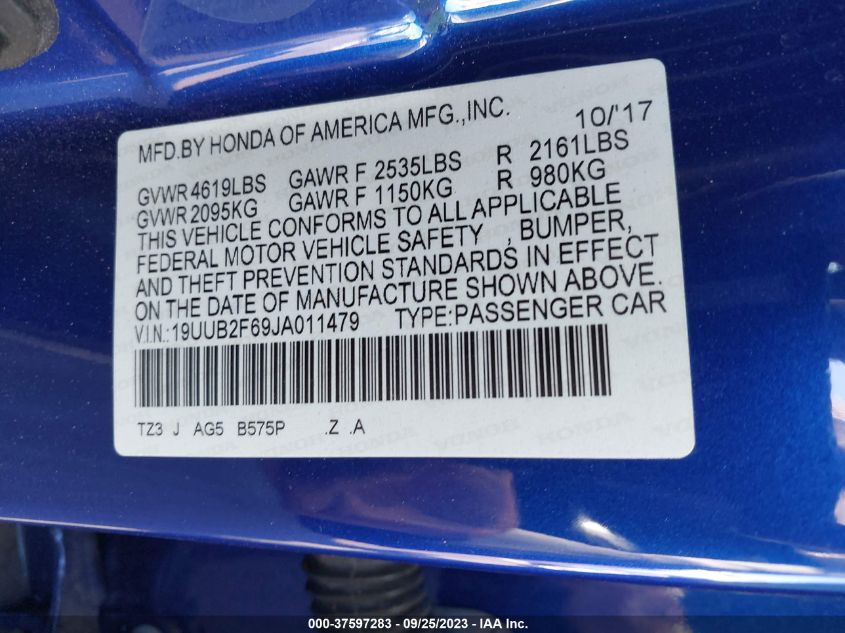 MFD.BY HONDA OF AMERICA MFG.,INC. 10/'17
GVWR 4619LBS GAWR F 2535LBS R 2161LBS
GVWR 2095KG GAWR F 1150KG R 980KG
THIS VEHICLE CONFORMS TO ALL APPLICABLE
FEDERAL MOTOR VEHICLE SAFETY , BUMPER,
AND THEFT PREVENTION STANDARDS IN EFFECT
ON THE DATE OF MANUFACTURE SHOWN ABOVE.
V.I.N.:19UUB2F69JA011479 TYPE:PASSENGER CAR
TZ3 J AG5 B575P .Z .A
000-37597283 - 09/25/2023 - IAAI.COM